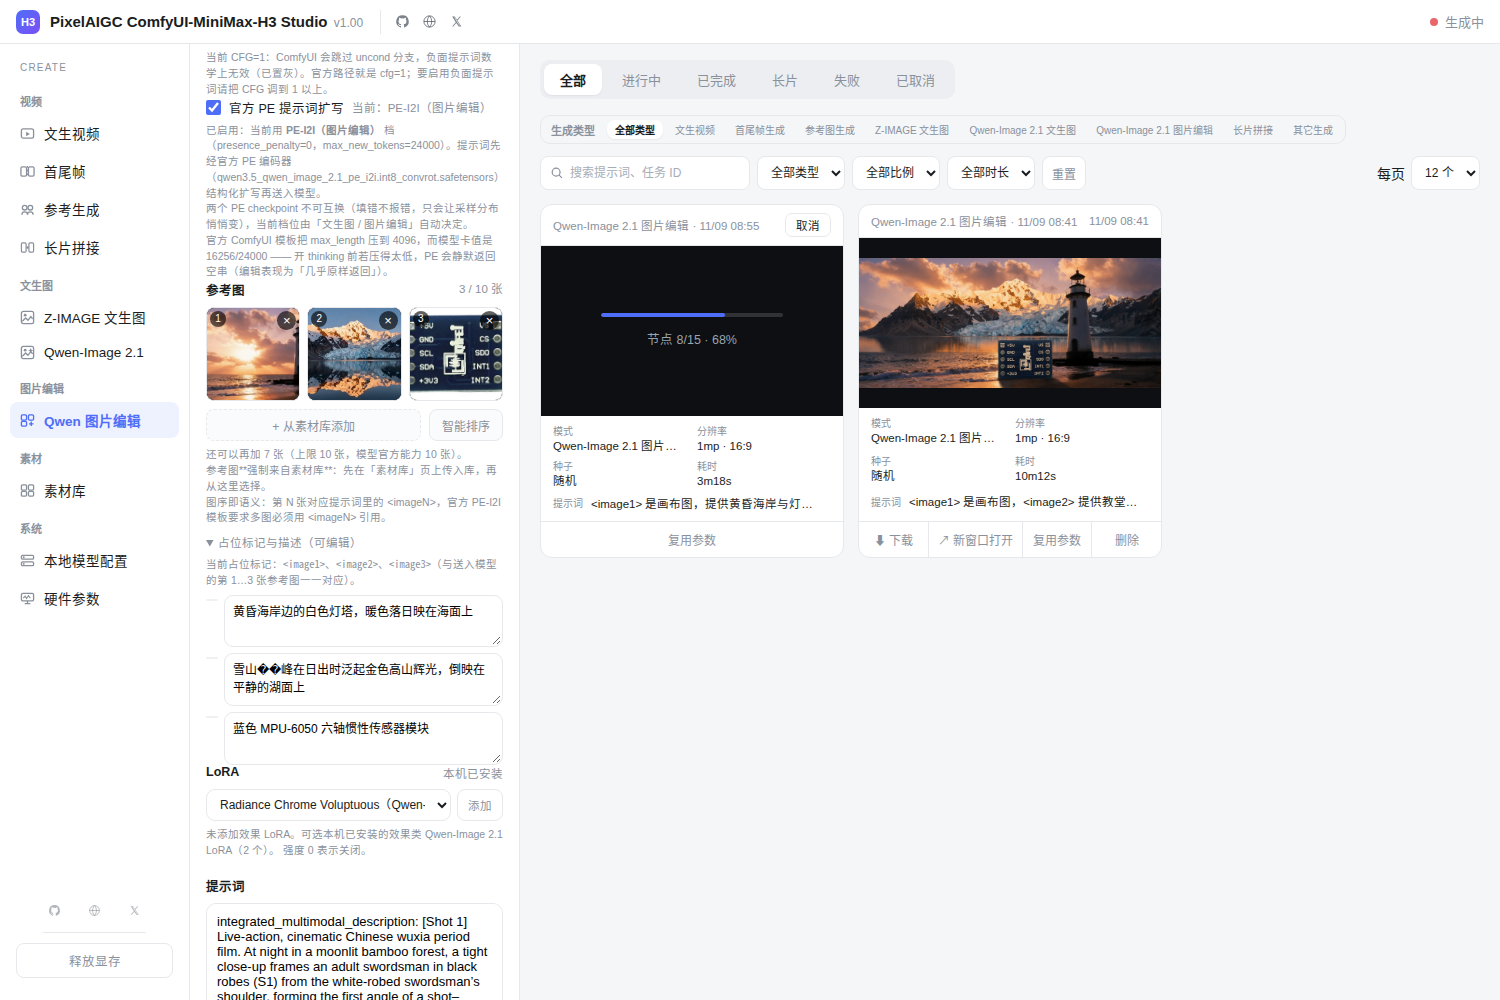 H3 PixelAIGC ComfyUI-MiniMax-H3 Studio v1.00
生成中
CREATE
视频
文生视频
首尾帧
参考生成
长片拼接
文生图
Z-IMAGE 文生图
Qwen-Image 2.1
图片编辑
Qwen 图片编辑
素材
素材库
系统
本地模型配置
硬件参数
释放显存
当前 CFG=1：ComfyUI 会跳过 uncond 分支，负面提示词数
学上无效（已置灰）。官方路径就是 cfg=1；要启用负面提示
词请把 CFG 调到 1 以上。
官方 PE 提示词扩写 当前：PE-I2I（图片编辑）
已启用：当前用 PE-I2I（图片编辑） 档
（presence_penalty=0，max_new_tokens=24000）。提示词先
经官方 PE 编码器
（qwen3.5_qwen_image_2.1_pe_i2i.int8_convrot.safetensors）
结构化扩写再送入模型。
两个 PE checkpoint 不可互换（填错不报错，只会让采样分布
悄悄变），当前档位由「文生图 / 图片编辑」自动决定。
官方 ComfyUI 模板把 max_length 压到 4096，而模型卡值是
16256/24000 —— 开 thinking 前若压得太低，PE 会静默返回
空串（编辑表现为「几乎原样返回」）。
参考图 3 / 10 张
1 × 2 × 3 ×
GND CS
SCL SDO
SDA INT1
+3V3 INT2
+ 从素材库添加 智能排序
还可以再加 7 张（上限 10 张，模型官方能力 10 张）。
参考图**强制来自素材库**：先在「素材库」页上传入库，再
从这里选择。
图序即语义：第 N 张对应提示词里的 <imageN>，官方 PE-I2I
模板要求多图必须用 <imageN> 引用。
▼ 占位标记与描述（可编辑）
当前占位标记：<image1>、<image2>、<image3>（与送入模型
的第 1…3 张参考图一一对应）。
黄昏海岸边的白色灯塔，暖色落日映在海面上
雪山��峰在日出时泛起金色高山辉光，倒映在
平静的湖面上
蓝色 MPU-6050 六轴惯性传感器模块
LoRA 本机已安装
Radiance Chrome Voluptuous（Qwen- 添加
未添加效果 LoRA。可选本机已安装的效果类 Qwen-Image 2.1
LoRA（2 个）。 强度 0 表示关闭。
提示词
integrated_multimodal_description: [Shot 1]
Live-action, cinematic Chinese wuxia period
film. At night in a moonlit bamboo forest, a tight
close-up frames an adult swordsman in black
robes (S1) from the white-robed swordsman's
shoulder, forming the first angle of a shot–
全部 进行中 已完成 长片 失败 已取消
生成类型 全部类型 文生视频 首尾帧生成 参考图生成 Z-IMAGE 文生图 Qwen-Image 2.1 文生图 Qwen-Image 2.1 图片编辑 长片拼接 其它生成
搜索提示词、任务 ID 全部类型 全部比例 全部时长 重置 每页 12 个
Qwen-Image 2.1 图片编辑 · 11/09 08:55 取消
节点 8/15 · 68%
模式 分辨率
Qwen-Image 2.1 图片… 1mp · 16:9
种子 耗时
随机 3m18s
提示词 <image1> 是画布图，提供黄昏海岸与灯…
复用参数
Qwen-Image 2.1 图片编辑 · 11/09 08:41 11/09 08:41
模式 分辨率
Qwen-Image 2.1 图片… 1mp · 16:9
种子 耗时
随机 10m12s
提示词 <image1> 是画布图，<image2> 提供教堂…
下载 ↗ 新窗口打开 复用参数 删除